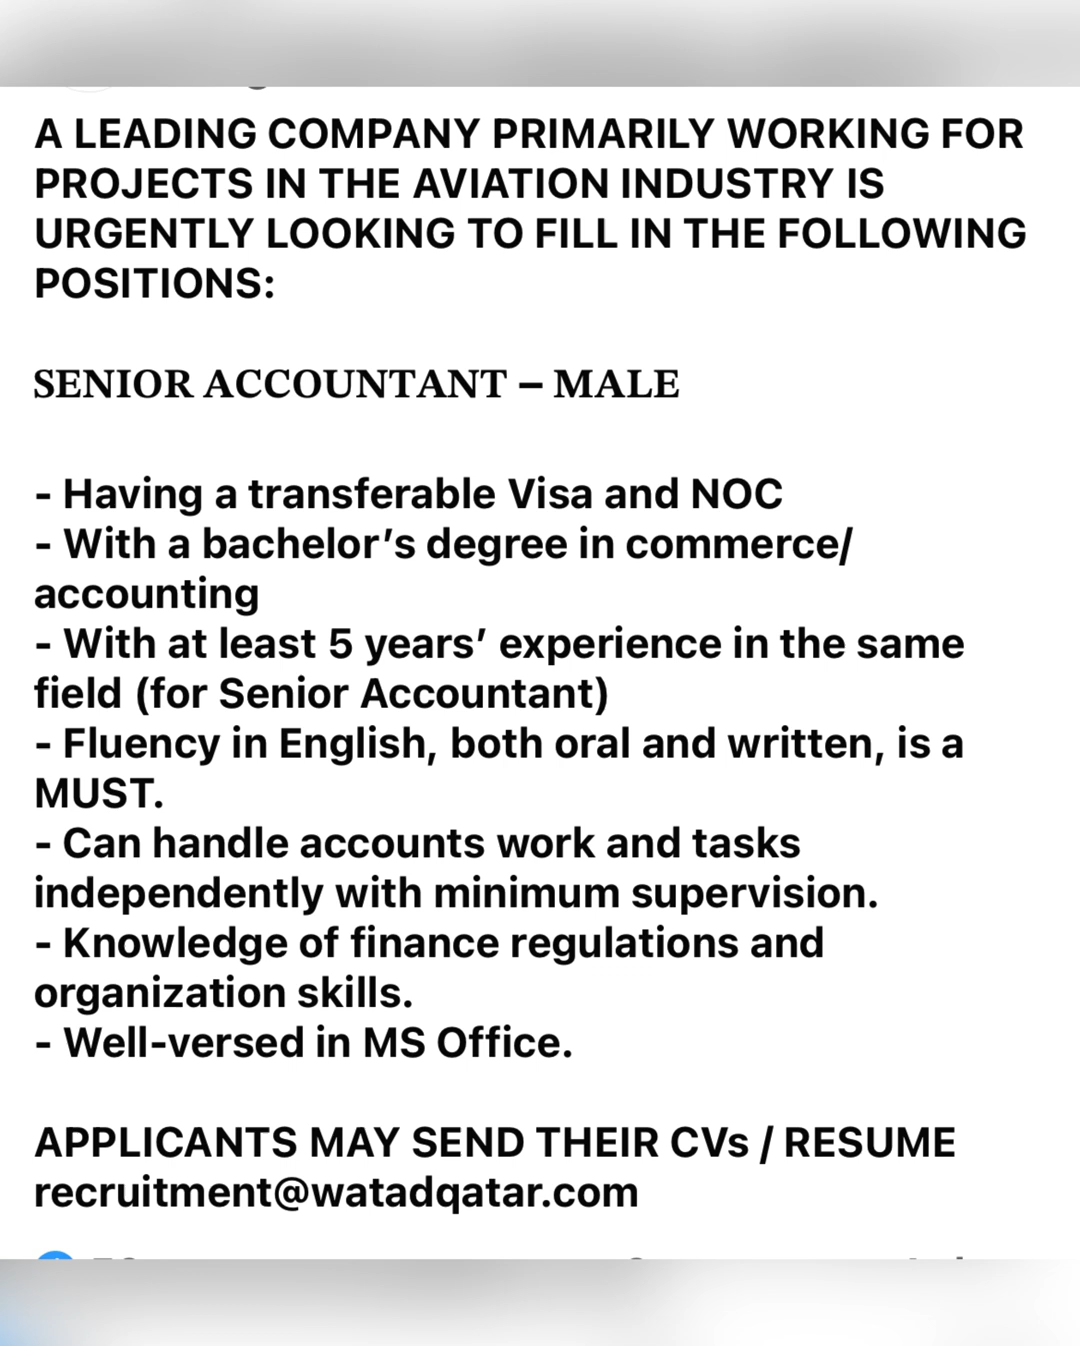 A LEADING COMPANY PRIMARILY WORKING FOR
PROJECTS IN THE AVIATION INDUSTRY IS
URGENTLY LOOKING TO FILL IN THE FOLLOWING
POSITIONS:
SENIOR ACCOUNTANT – MALE
- Having a transferable Visa and NOC
- With a bachelor’s degree in commerce/
accounting
- With at least 5 years’ experience in the same
field (for Senior Accountant)
- Fluency in English, both oral and written, is a
MUST.
- Can handle accounts work and tasks
independently with minimum supervision.
- Knowledge of finance regulations and
organization skills.
- Well-versed in MS Office.
APPLICANTS MAY SEND THEIR CVs / RESUME
recruitment@watadqatar.com